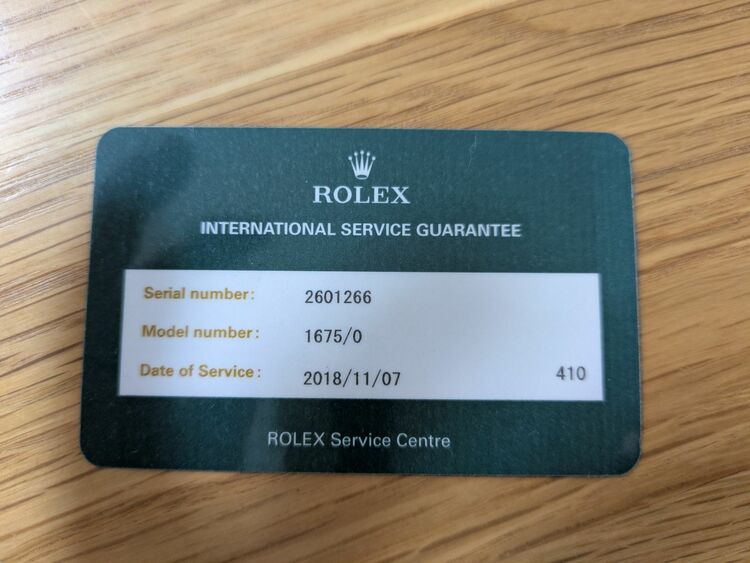 ROLEX
INTERNATIONAL SERVICE GUARANTEE
Serial number: 2601266
Model number: 1675/0
Date of Service: 2018/11/07 410
ROLEX Service Centre